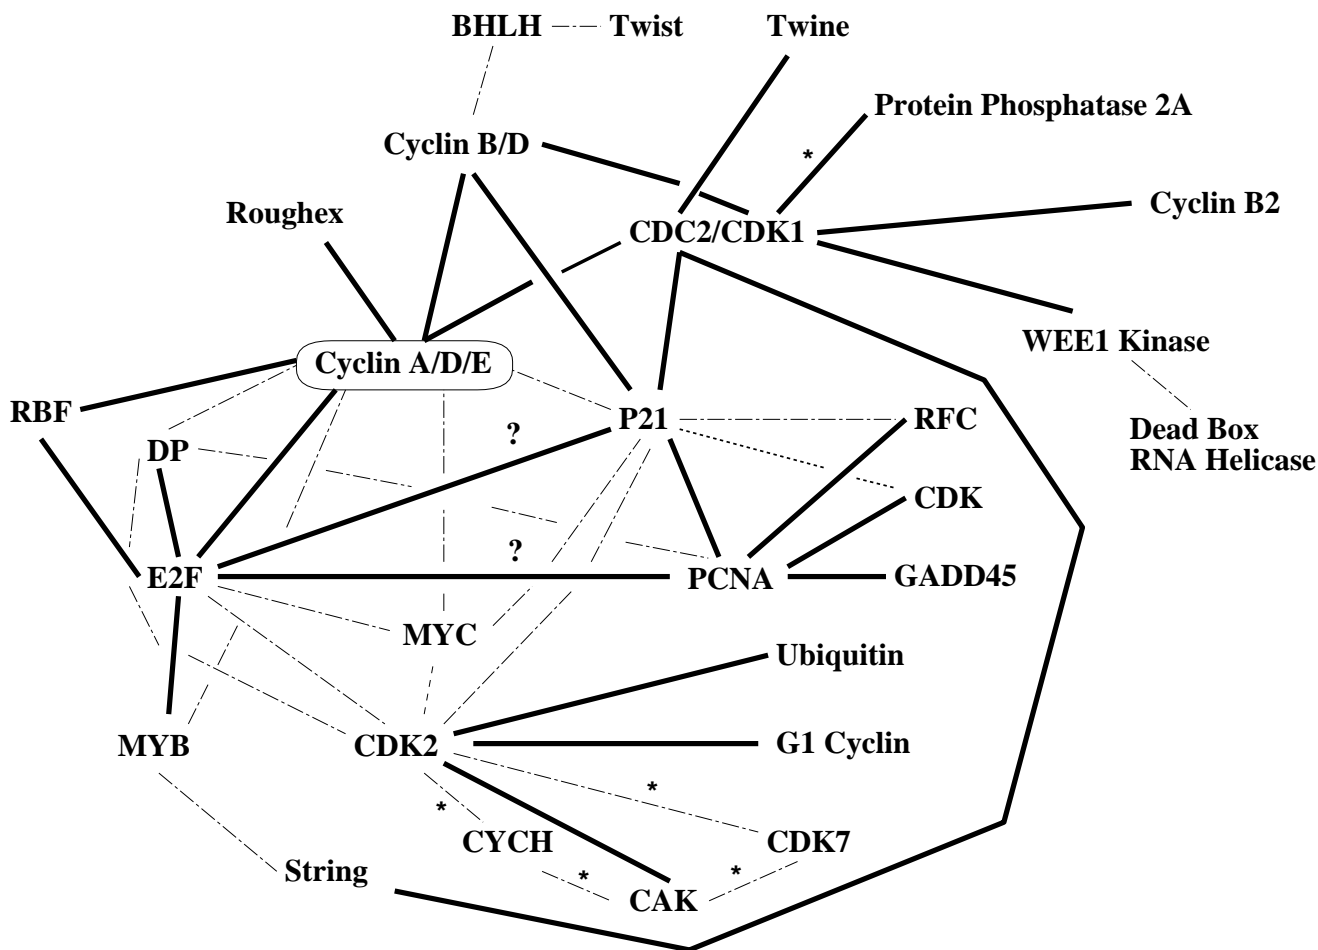 BHLH Twist Twine
Protein Phosphatase 2A
Cyclin B/D
*
Roughex
Cyclin B2
CDC2/CDK1
WEE1 Kinase
Cyclin A/D/E
RBF
P21
RFC
Dead Box
RNA Helicase
?
DP
CDK
?
E2F
PCNA
GADD45
MYC
Ubiquitin
MYB
CDK2
G1 Cyclin
*
*
CYCH
CDK7
String
*
*
CAK